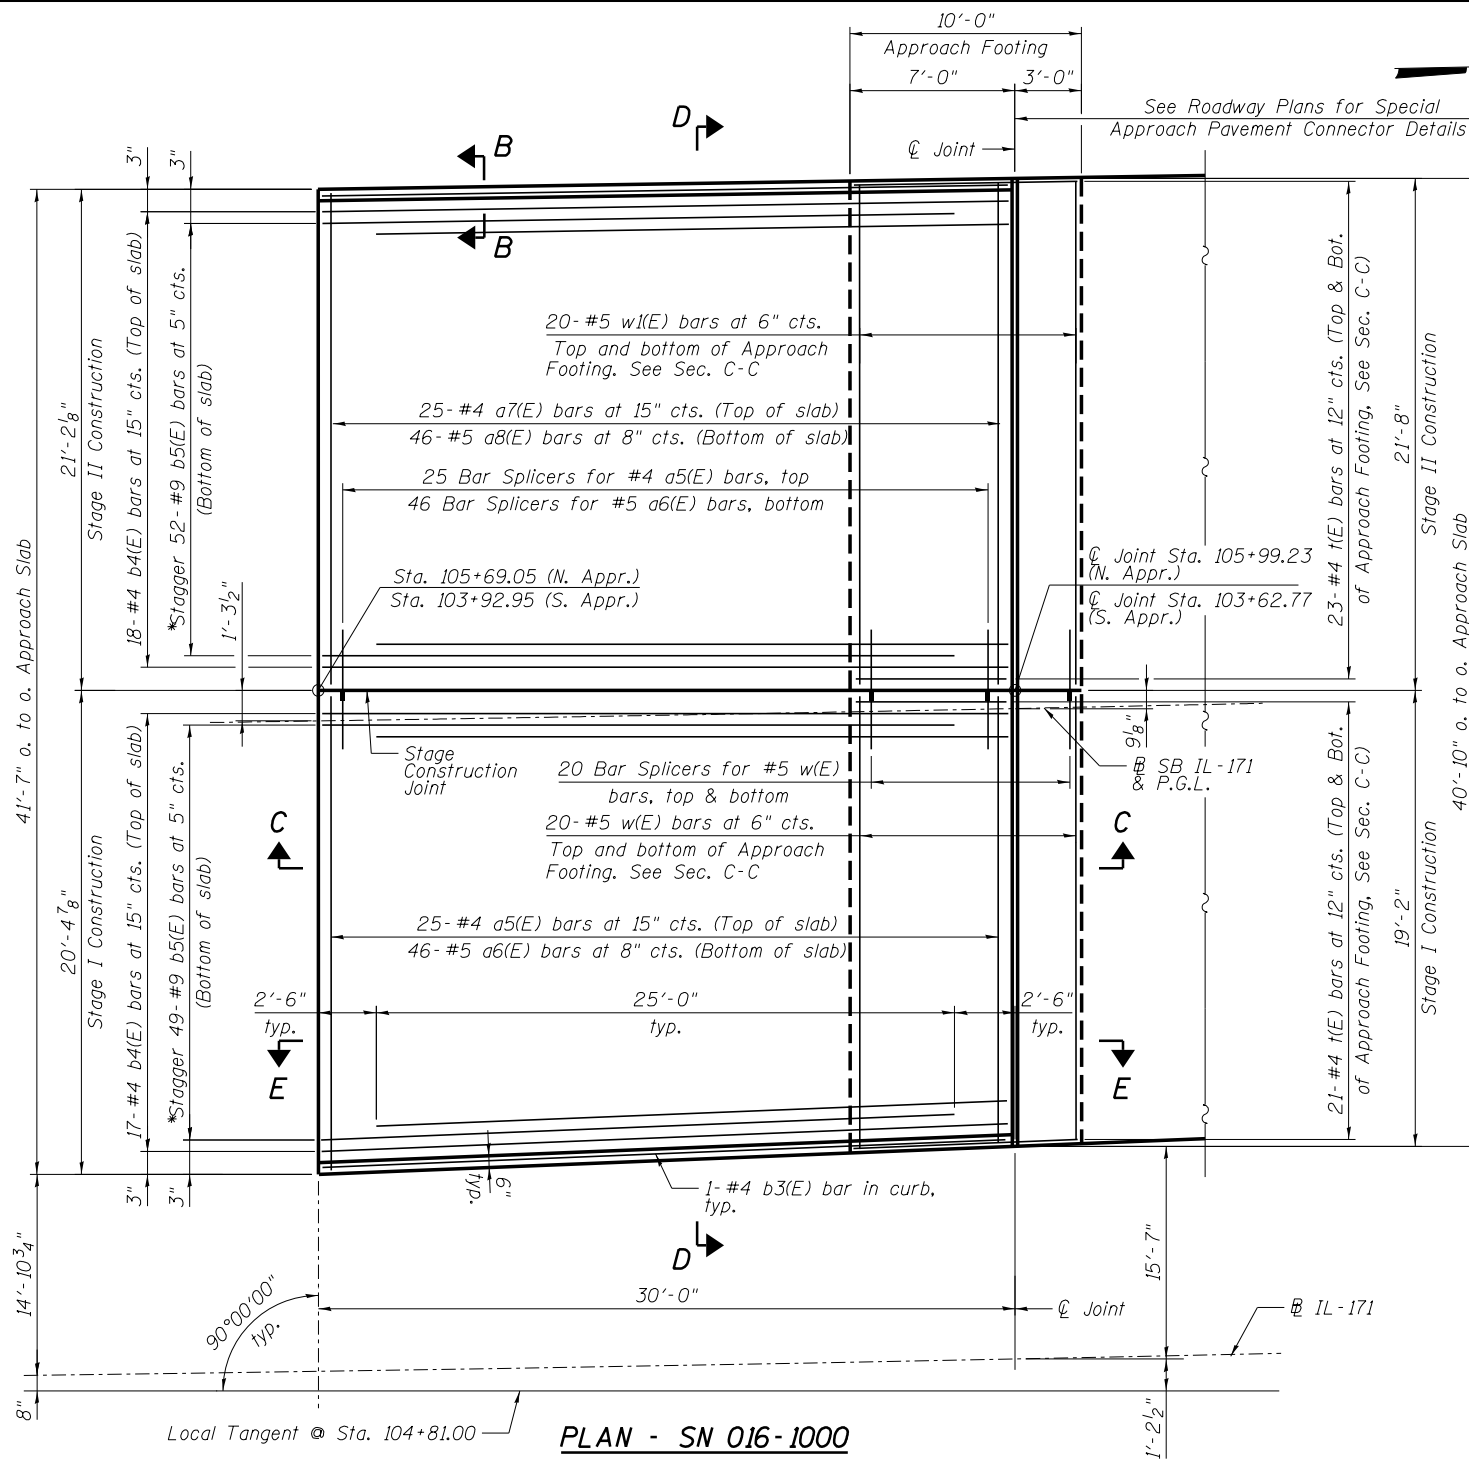 10'-0"
Approach Footing
7'-0"
3'-0"
See Roadway Plans for Special
Approach Pavement Connector Details
℄ Joint
D
B
B
3"
3"
41'-7" o. to o. Approach Slab
21'-2⅛"
Stage II Construction
18-#4 b4(E) bars at 15" cts. (Top of slab)
*Stagger 52-#9 b5(E) bars at 5" cts.
(Bottom of slab)
1'-3½"
20-#5 w1(E) bars at 6" cts.
Top and bottom of Approach
Footing. See Sec. C-C
25-#4 a7(E) bars at 15" cts. (Top of slab)
46-#5 a8(E) bars at 8" cts. (Bottom of slab)
25 Bar Splicers for #4 a5(E) bars, top
46 Bar Splicers for #5 a6(E) bars, bottom
Sta. 105+69.05 (N. Appr.)
Sta. 103+92.95 (S. Appr.)
℄ Joint Sta. 105+99.23
(N. Appr.)
℄ Joint Sta. 103+62.77
(S. Appr.)
23-#4 t(E) bars at 12" cts. (Top & Bot.
of Approach Footing, See Sec. C-C)
21'-8"
Stage II Construction
40'-10" o. to o. Approach Slab
Stage
Construction
Joint
20 Bar Splicers for #5 w(E)
bars, top & bottom
20-#5 w(E) bars at 6" cts.
Top and bottom of Approach
Footing. See Sec. C-C
9⅛"
B SB IL-171
& P.G.L.
C
C
20'-4⅞"
Stage I Construction
17-#4 b4(E) bars at 15" cts. (Top of slab)
*Stagger 49-#9 b5(E) bars at 5" cts.
(Bottom of slab)
25-#4 a5(E) bars at 15" cts. (Top of slab)
46-#5 a6(E) bars at 8" cts. (Bottom of slab)
21-#4 t(E) bars at 12" cts. (Top & Bot.
of Approach Footing, See Sec. C-C)
19'-2"
Stage I Construction
2'-6"
typ.
25'-0"
typ.
2'-6"
typ.
E
E
3"
3"
6"
typ.
1-#4 b3(E) bar in curb,
typ.
D
14'-10¾"
15'-7"
90°00'00"
typ.
30'-0"
℄ Joint
B IL-171
8"
1'-2½"
Local Tangent @ Sta. 104+81.00
PLAN - SN 016-1000